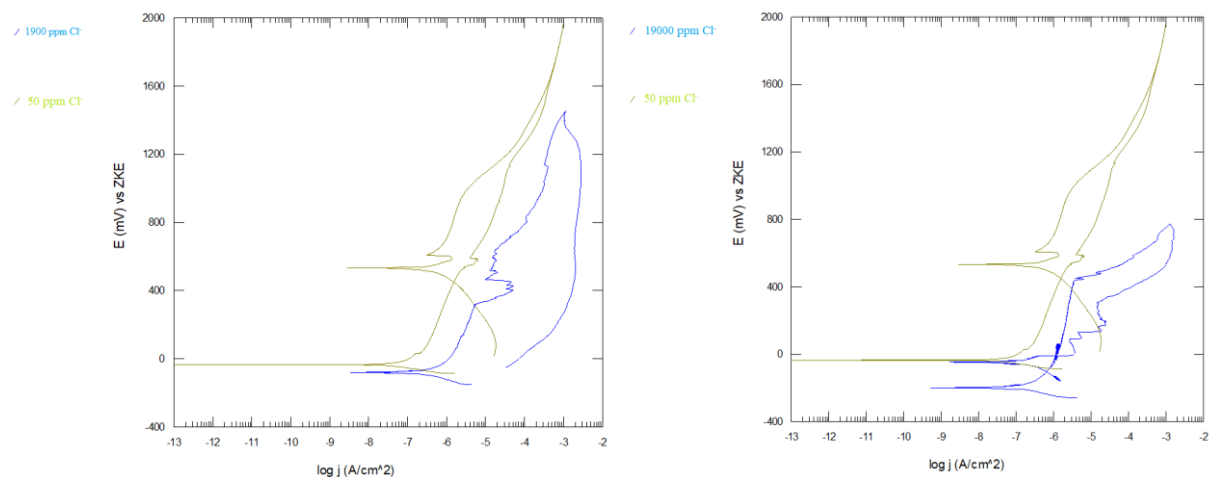 1900 ppm Cl⁻
50 ppm Cl⁻
E (mV) vs ZKE
2000
1600
1200
800
400
0
-400
-13 -12 -11 -10 -9 -8 -7 -6 -5 -4 -3 -2
log j (A/cm^2)
19000 ppm Cl⁻
50 ppm Cl⁻
E (mV) vs ZKE
2000
1600
1200
800
400
0
-400
-13 -12 -11 -10 -9 -8 -7 -6 -5 -4 -3 -2 -1
log j (A/cm^2)